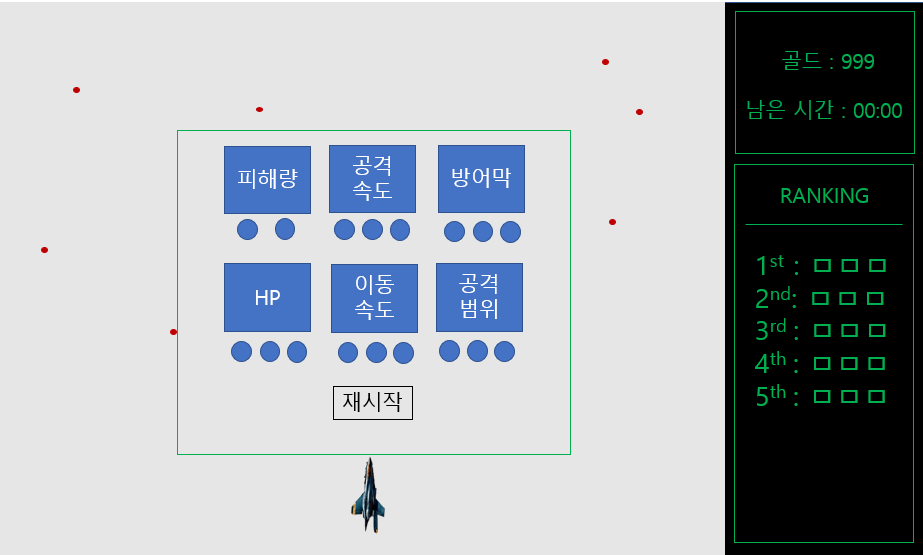 피해량
공격
속도
방어막
HP
이동
속도
공격
범위
재시작
골드 : 999
남은 시간 : 00:00
RANKING
1st : ㅁ ㅁ ㅁ
2nd: ㅁ ㅁ ㅁ
3rd : ㅁ ㅁ ㅁ
4th : ㅁ ㅁ ㅁ
5th : ㅁ ㅁ ㅁ